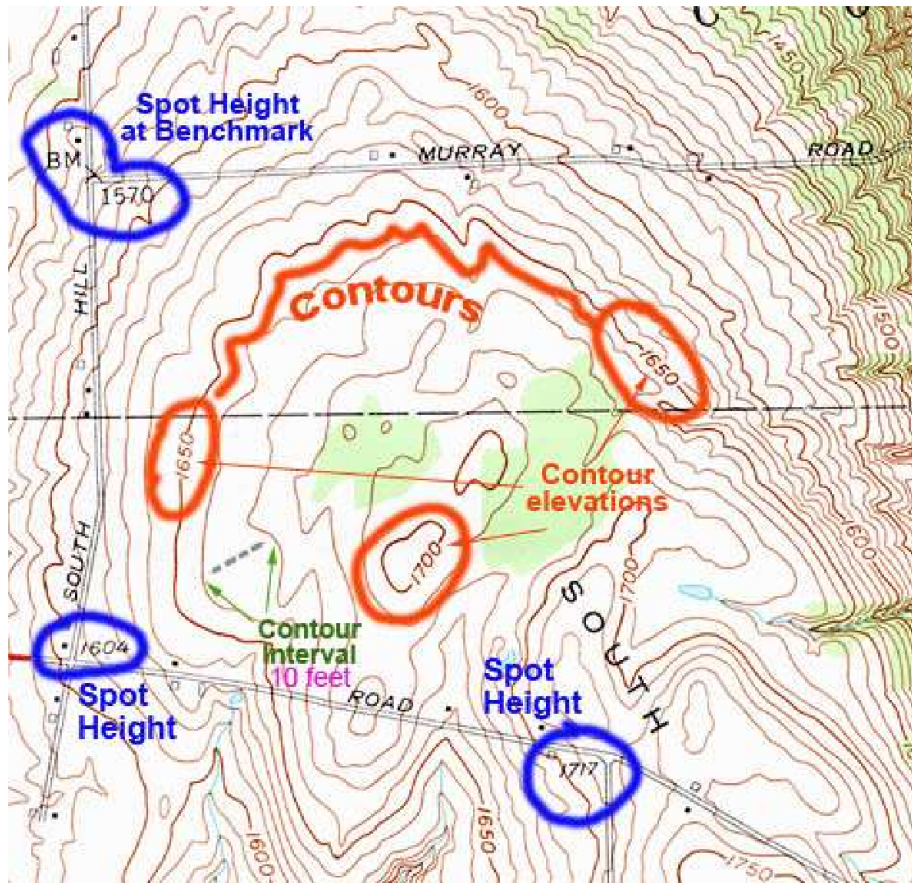 C
O
1450
1600
Spot Height
at Benchmark
BM
MURRAY
ROAD
1570
HILL
Contours
1500
1650
1650
Contour
elevations
1700
SOUTH
1700
1600
SOUTH
Contour
Interval
10 feet
1604
Spot
Height
Spot
Height
ROAD
1717
1600
1650
1750